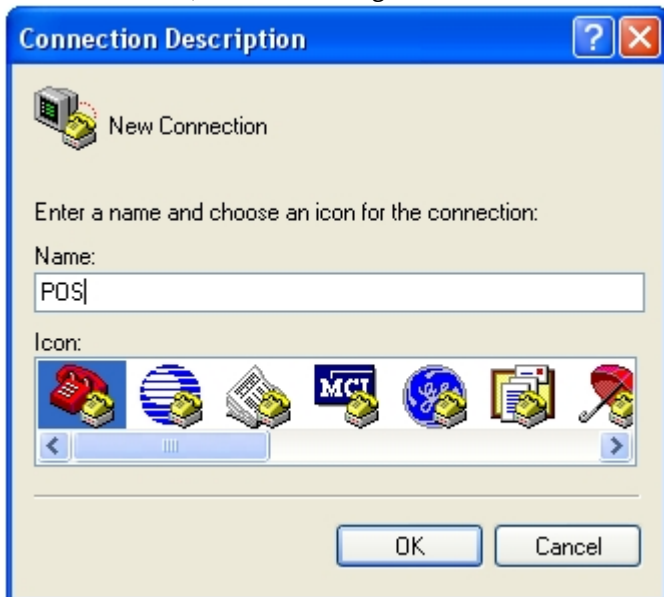 Connection Description
New Connection
Enter a name and choose an icon for the connection:
Name:
POS
Icon:
MCI
OK Cancel